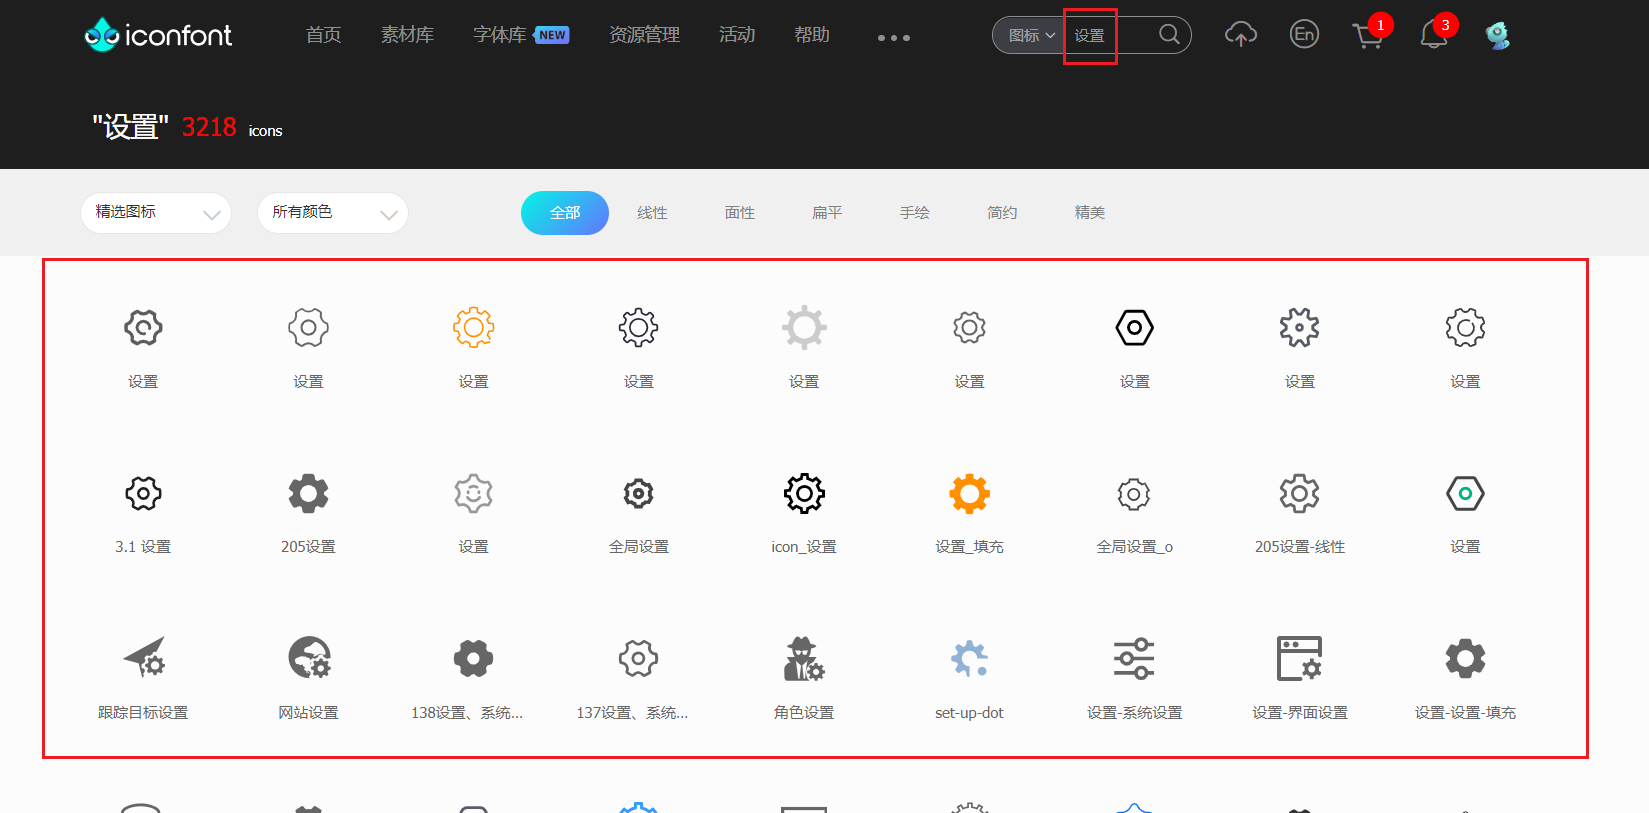 iconfont 首页 素材库 字体库 NEW 资源管理 活动 帮助 图标 设置 En 1 3
"设置" 3218 icons
精选图标 所有颜色 全部 线性 面性 扁平 手绘 简约 精美
设置 设置 设置 设置 设置 设置 设置 设置 设置
3.1 设置 205设置 设置 全局设置 icon_设置 设置_填充 全局设置_o 205设置-线性 设置
跟踪目标设置 网站设置 138设置、系统... 137设置、系统... 角色设置 set-up-dot 设置-系统设置 设置-界面设置 设置-设置-填充